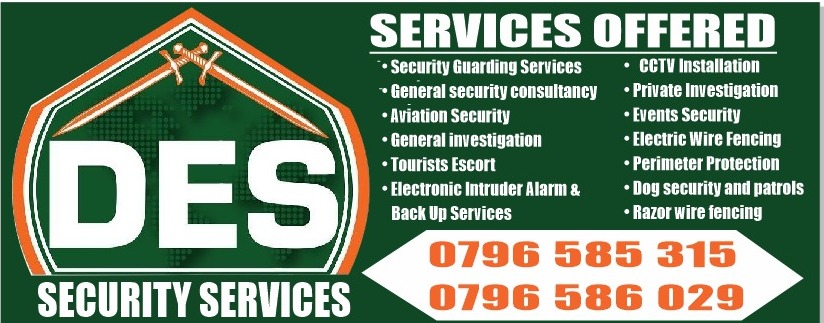 DES
SECURITY SERVICES
SERVICES OFFERED
• Security Guarding Services
• General security consultancy
• Aviation Security
• General investigation
• Tourists Escort
• Electronic Intruder Alarm &
Back Up Services
• CCTV Installation
• Private Investigation
• Events Security
• Electric Wire Fencing
• Perimeter Protection
• Dog security and patrols
• Razor wire fencing
0796 585 315
0796 586 029